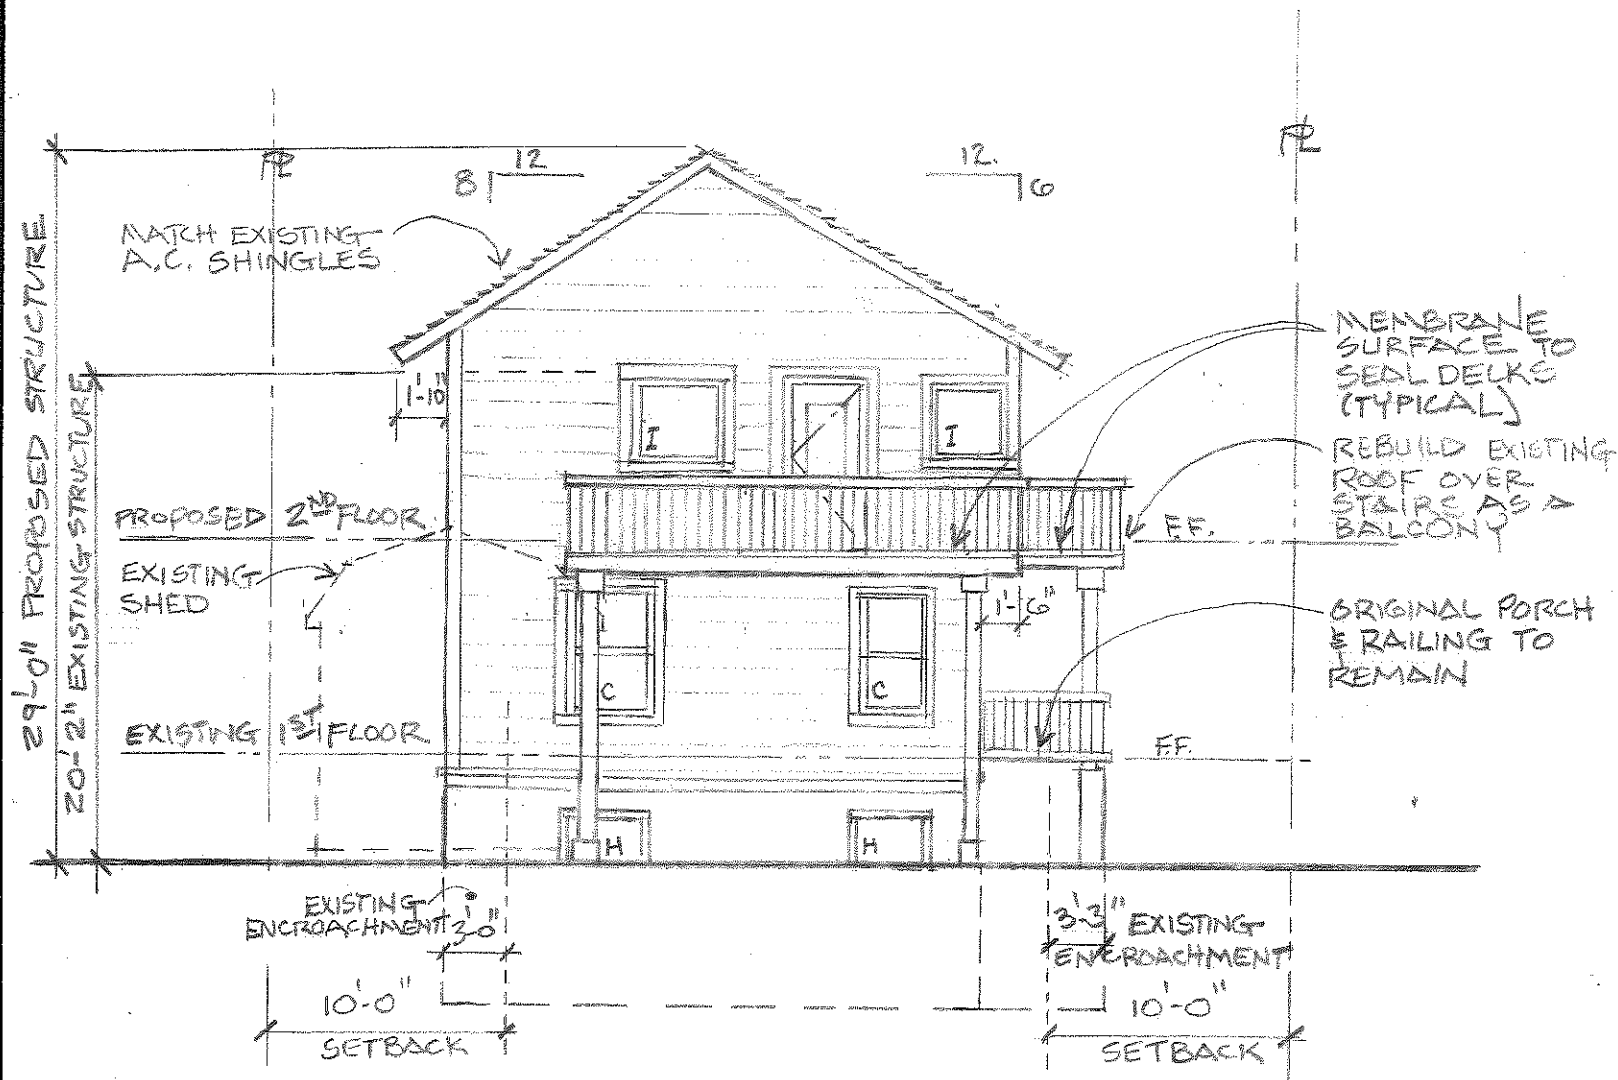 PL
PL
12
8
12.
6
MATCH EXISTING
A.C. SHINGLES
29'-0" PROPOSED STRUCTURE
20'-2" EXISTING STRUCTURE
1'-10"
MEMBRANE
SURFACE TO
SEAL DECKS
(TYPICAL)
I
I
REBUILD EXISTING
ROOF OVER
STAIRS AS A
BALCONY
PROPOSED 2ND FLOOR
F.F.
EXISTING
SHED
1'-6"
ORIGINAL PORCH
& RAILING TO
REMAIN
C
C
EXISTING 1ST FLOOR
F.F.
H
H
EXISTING
ENCROACHMENT
3'-0"
3'-3" EXISTING
ENCROACHMENT
10'-0"
SETBACK
10'-0"
SETBACK